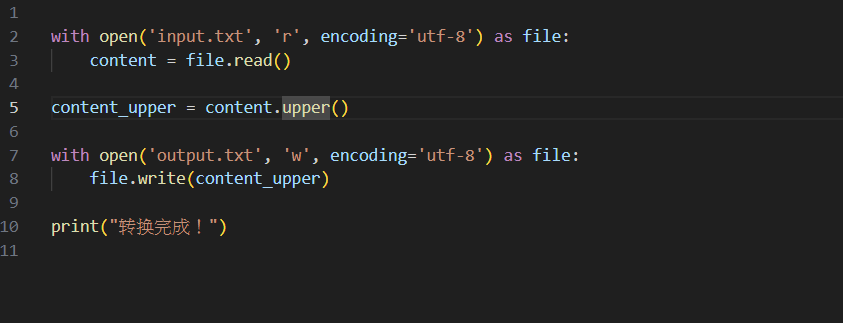 1
2 with open('input.txt', 'r', encoding='utf-8') as file:
3     content = file.read()
4
5 content_upper = content.upper()
6
7 with open('output.txt', 'w', encoding='utf-8') as file:
8     file.write(content_upper)
9
10 print("转换完成！")
11